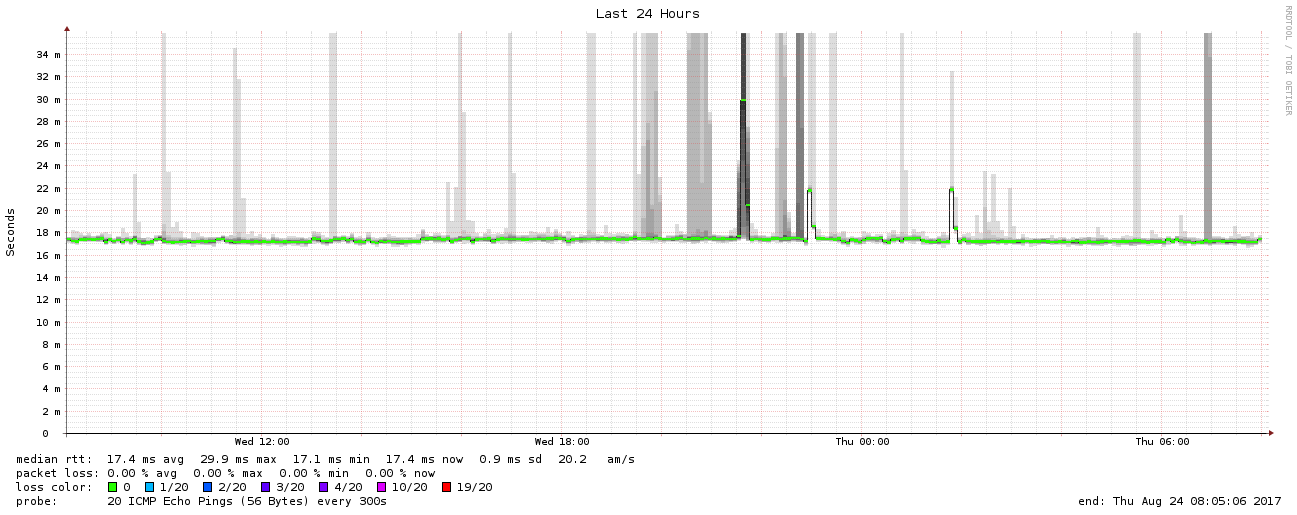 Last 24 Hours
RRDTOOL / TOBI OETIKER
Seconds
34 m
32 m
30 m
28 m
26 m
24 m
22 m
20 m
18 m
16 m
14 m
12 m
10 m
8 m
6 m
4 m
2 m
0
Wed 12:00 Wed 18:00 Thu 00:00 Thu 06:00
median rtt: 17.4 ms avg 29.9 ms max 17.1 ms min 17.4 ms now 0.9 ms sd 20.2 am/s
packet loss: 0.00 % avg 0.00 % max 0.00 % min 0.00 % now
loss color: 0 1/20 2/20 3/20 4/20 10/20 19/20
probe: 20 ICMP Echo Pings (56 Bytes) every 300s end: Thu Aug 24 08:05:06 2017